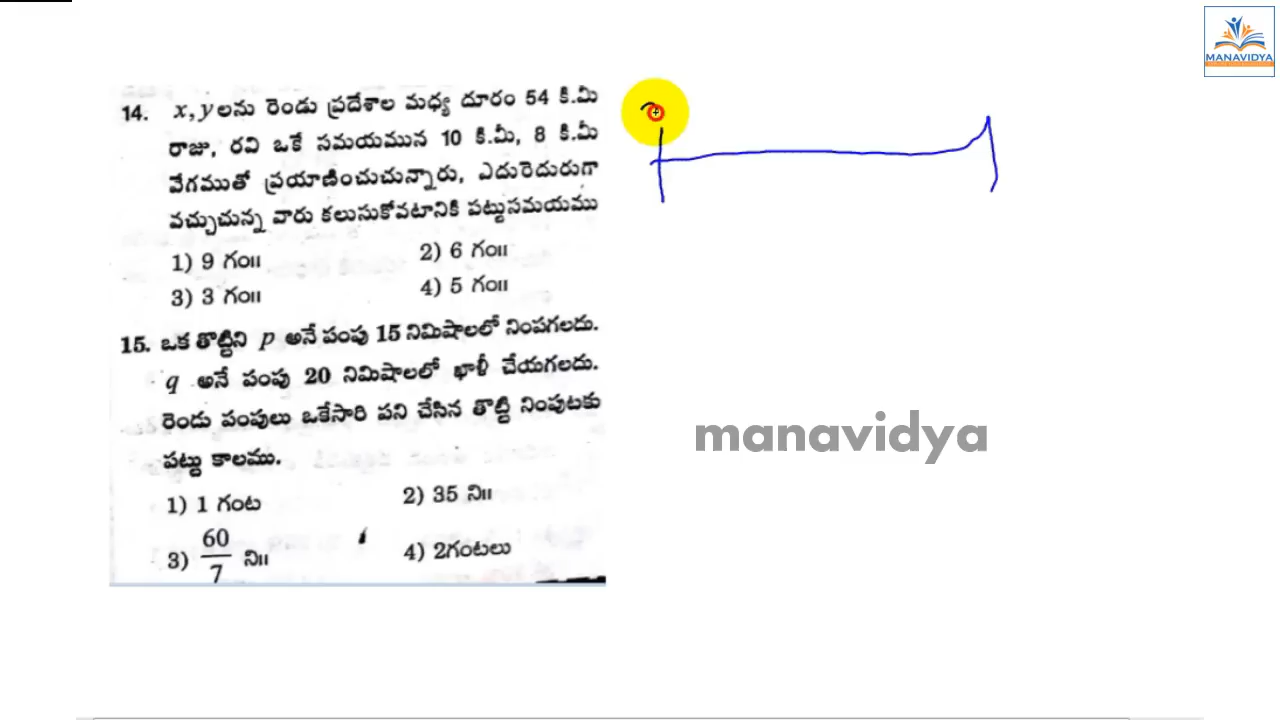 MANAVIDYA
14. x, y లను రెండు ప్రదేశాల మధ్య దూరం 54 కి.మీ
రాజు, రవి ఒకే సమయమున 10 కి.మీ, 8 కి.మీ
వేగముతో ప్రయాణించుచున్నారు, ఎదురెదురుగా
వచ్చుచున్న వారు కలుసుకోవటానికి పట్టుసమయము
1) 9 గం॥ 2) 6 గం॥
3) 3 గం॥ 4) 5 గం॥
15. ఒక తొట్టిని p అనే పంపు 15 నిమిషాలలో నింపగలదు.
q అనే పంపు 20 నిమిషాలలో ఖాళీ చేయగలదు.
రెండు పంపులు ఒకేసారి పని చేసిన తొట్టి నింపుటకు
పట్టు కాలము.
1) 1 గంట 2) 35 ని॥
3) 60/7 ని॥ 4) 2గంటలు
manavidya